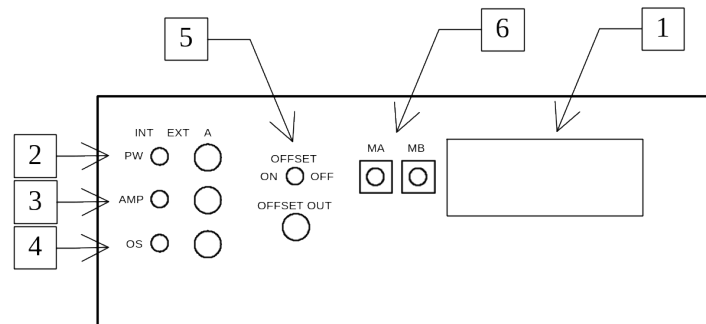 5
6
1
INT EXT A
2
PW
3
AMP
4
OS
OFFSET
ON OFF
OFFSET OUT
MA MB